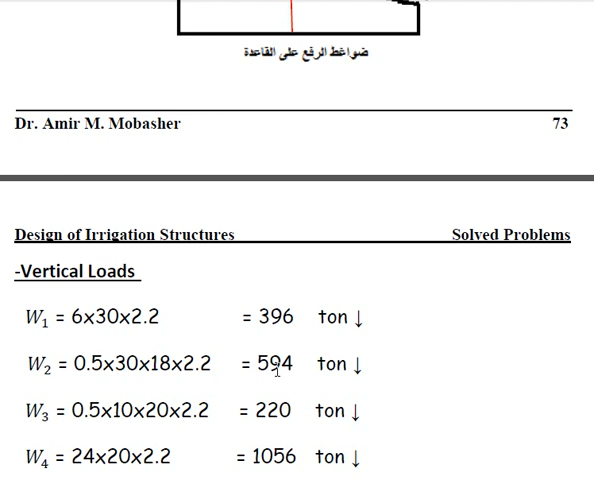 ضواغط الرفع على القاعدة
Dr. Amir M. Mobasher 73
Design of Irrigation Structures Solved Problems
-Vertical Loads
W₁ = 6x30x2.2 = 396 ton ↓
W₂ = 0.5x30x18x2.2 = 594 ton ↓
W₃ = 0.5x10x20x2.2 = 220 ton ↓
W₄ = 24x20x2.2 = 1056 ton ↓